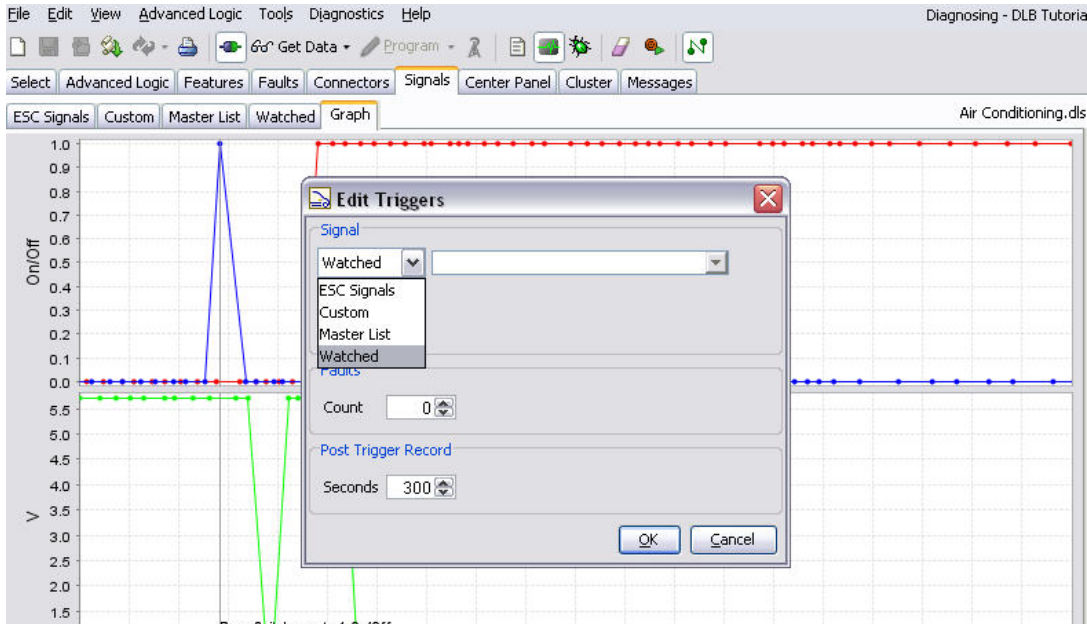 File Edit View Advanced Logic Tools Diagnostics Help
Diagnosing - DLB Tutoria
Get Data Program
Select Advanced Logic Features Faults Connectors Signals Center Panel Cluster Messages
ESC Signals Custom Master List Watched Graph
Air Conditioning.dls
On/Off
1.0
0.9
0.8
0.7
0.6
0.5
0.4
0.3
0.2
0.1
0.0
V
5.5
5.0
4.5
4.0
3.5
3.0
2.5
2.0
1.5
Edit Triggers
Signal
Watched
ESC Signals
Custom
Master List
Watched
Faults
Count 0
Post Trigger Record
Seconds 300
OK Cancel